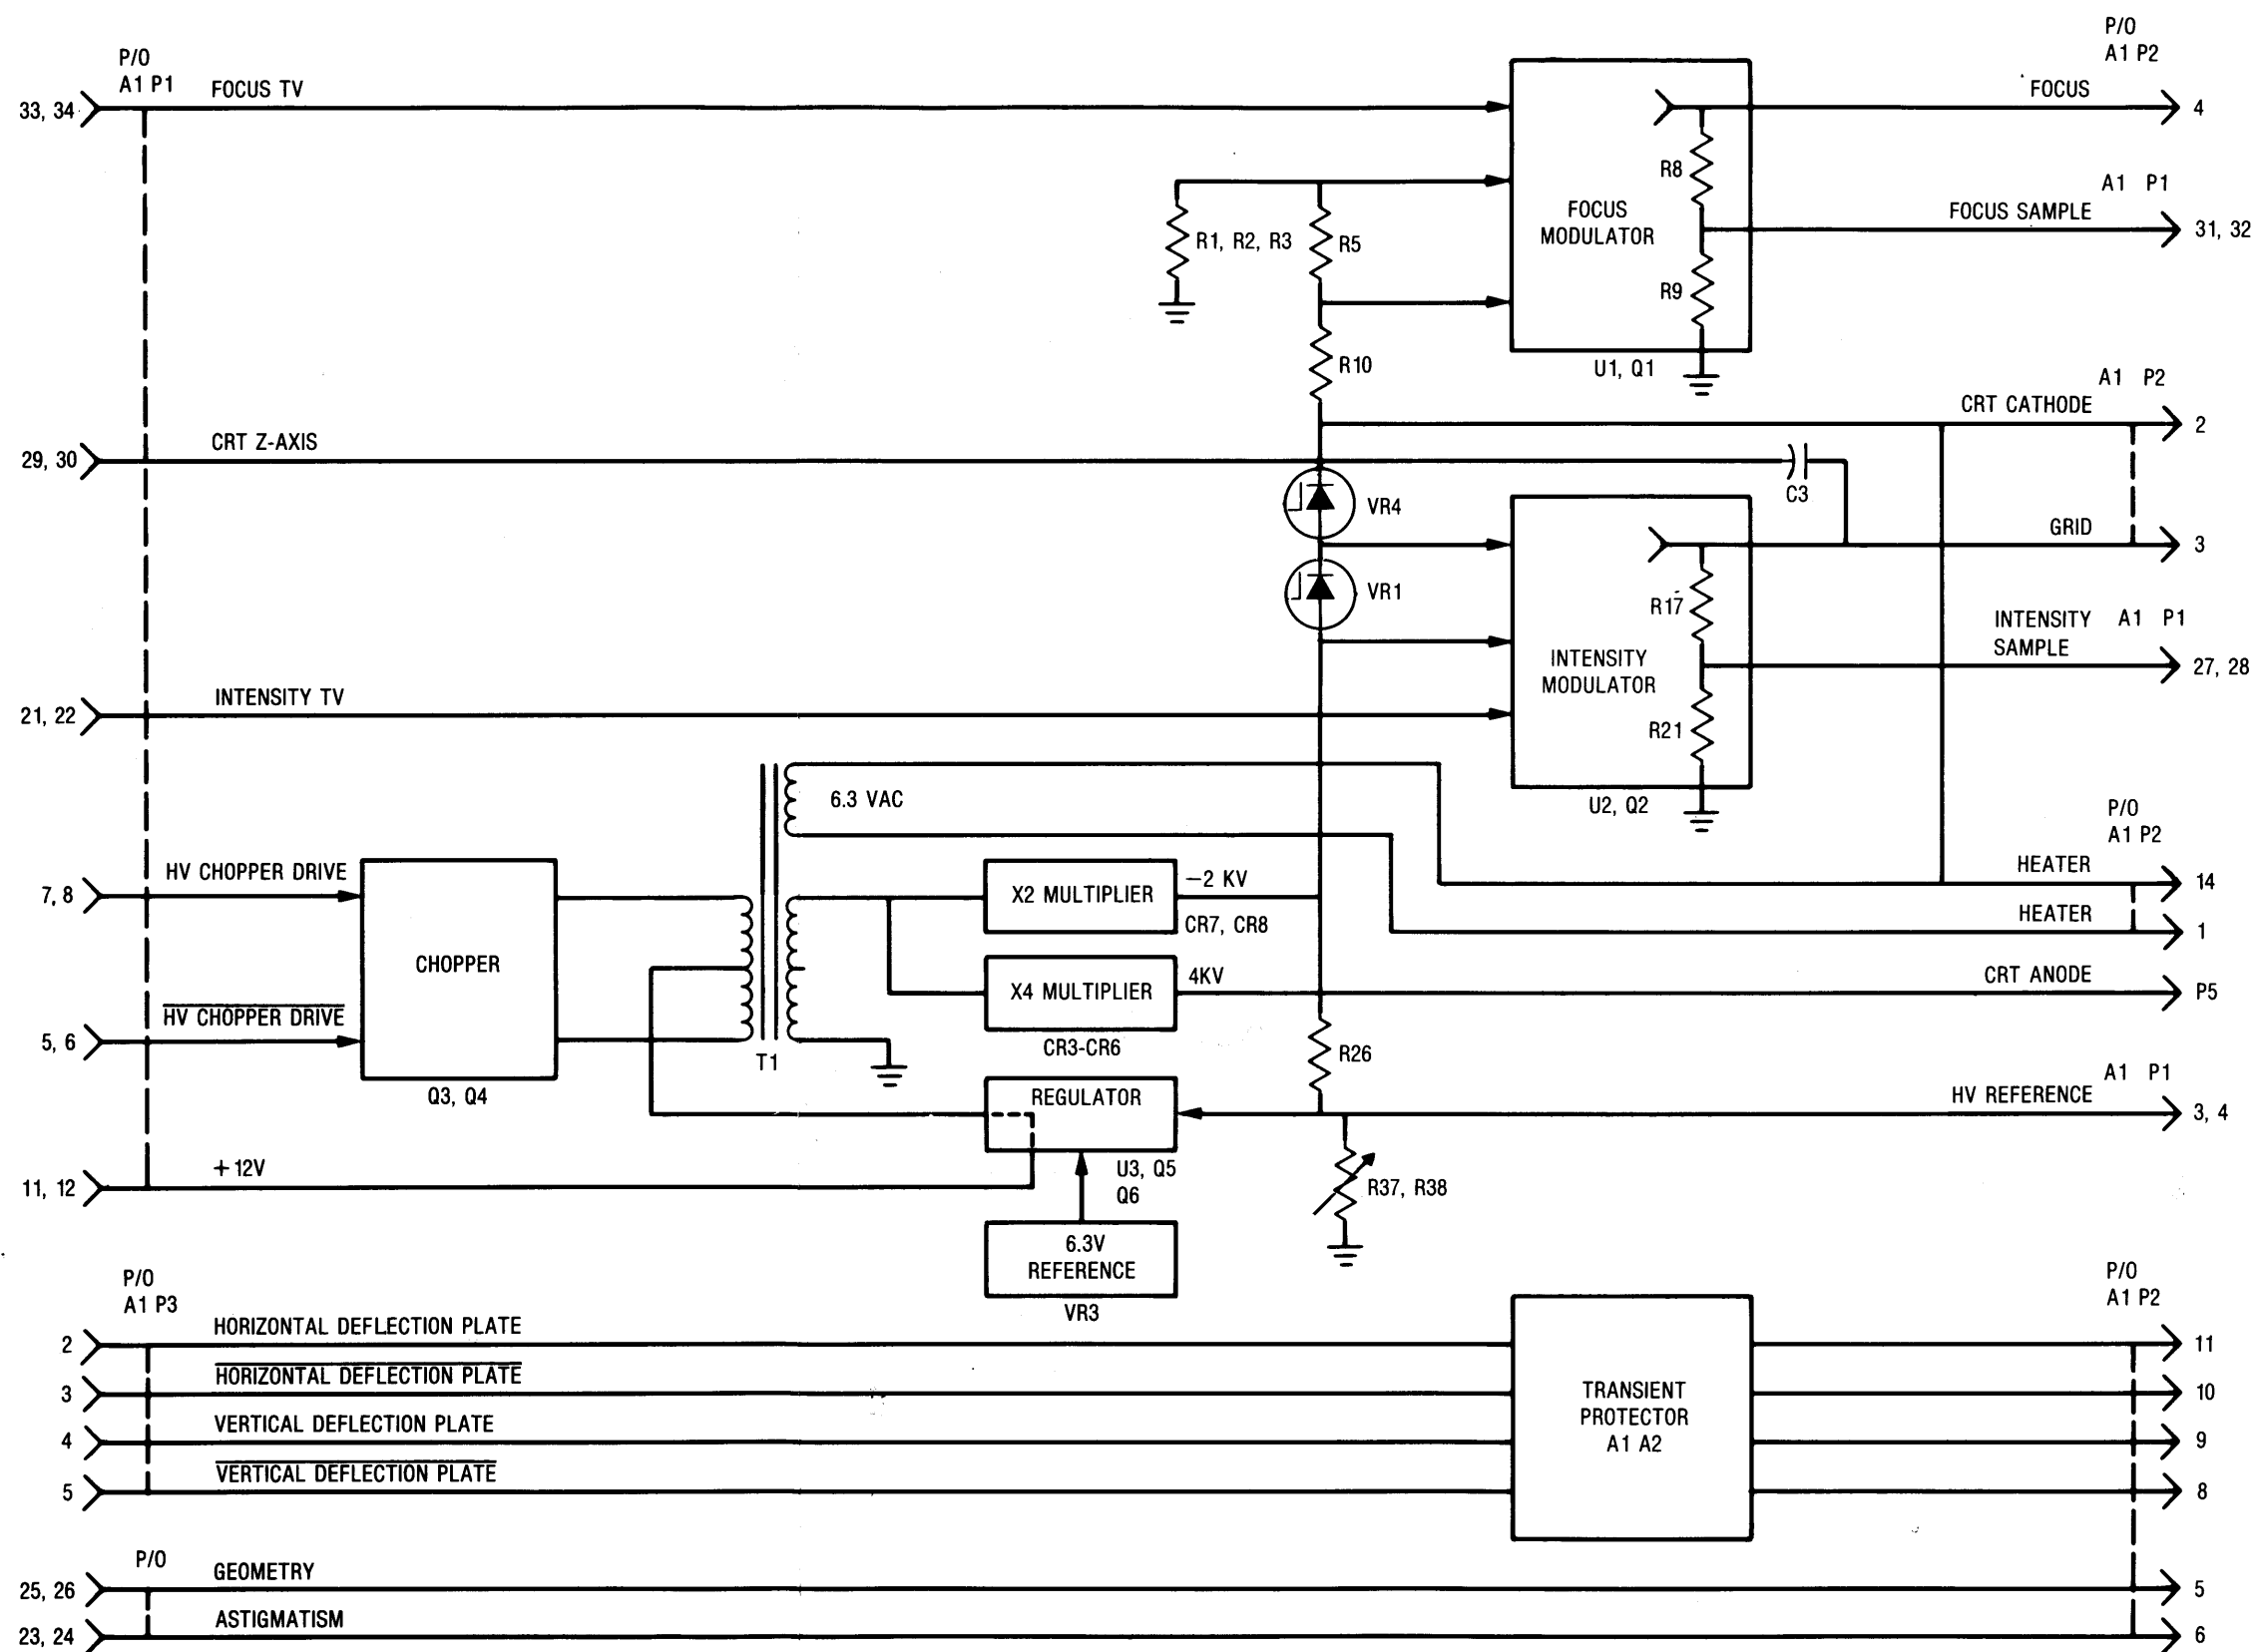 P/O
A1 P1
33, 34
FOCUS TV
P/O
A1 P2
FOCUS
4
R8
A1 P1
FOCUS SAMPLE
31, 32
FOCUS
MODULATOR
R1, R2, R3
R5
R9
R10
U1, Q1
A1 P2
CRT CATHODE
2
29, 30
CRT Z-AXIS
C3
VR4
GRID
3
VR1
R17
INTENSITY
SAMPLE
A1 P1
27, 28
INTENSITY
MODULATOR
21, 22
INTENSITY TV
R21
6.3 VAC
U2, Q2
P/O
A1 P2
HEATER
14
HEATER
1
7, 8
HV CHOPPER DRIVE
X2 MULTIPLIER
−2 KV
CR7, CR8
CHOPPER
X4 MULTIPLIER
4KV
CRT ANODE
P5
5, 6
HV CHOPPER DRIVE
CR3-CR6
T1
R26
Q3, Q4
REGULATOR
A1 P1
HV REFERENCE
3, 4
11, 12
+12V
U3, Q5
Q6
R37, R38
6.3V
REFERENCE
VR3
P/O
A1 P3
P/O
A1 P2
2
HORIZONTAL DEFLECTION PLATE
11
3
HORIZONTAL DEFLECTION PLATE
10
4
VERTICAL DEFLECTION PLATE
9
5
VERTICAL DEFLECTION PLATE
8
TRANSIENT
PROTECTOR
A1 A2
P/O
25, 26
GEOMETRY
5
23, 24
ASTIGMATISM
6